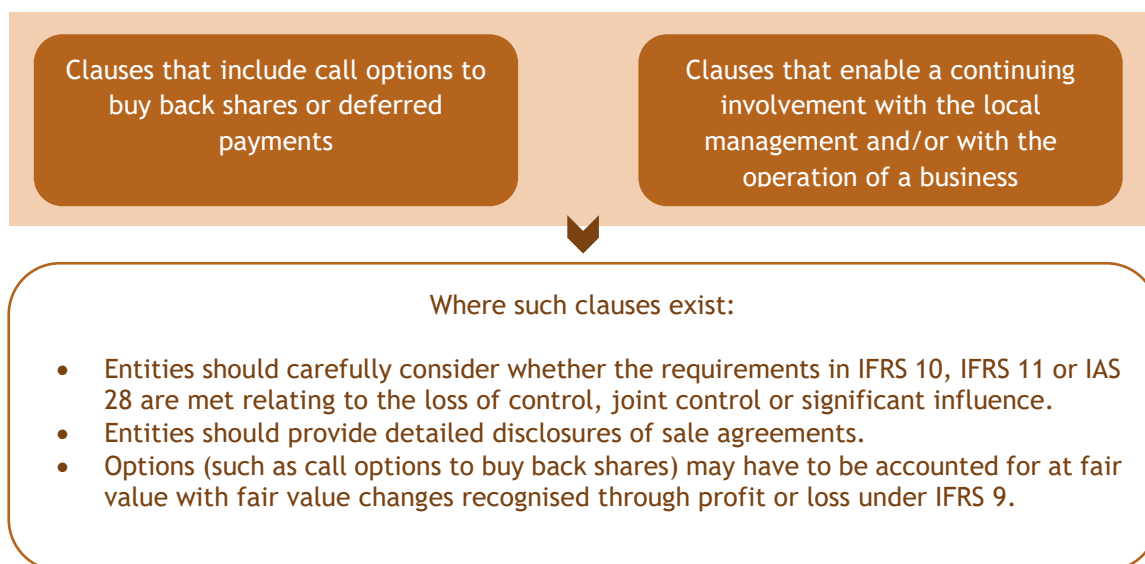 Clauses that include call options to
buy back shares or deferred
payments
Clauses that enable a continuing
involvement with the local
management and/or with the
operation of a business
Where such clauses exist:
• Entities should carefully consider whether the requirements in IFRS 10, IFRS 11 or IAS
28 are met relating to the loss of control, joint control or significant influence.
• Entities should provide detailed disclosures of sale agreements.
• Options (such as call options to buy back shares) may have to be accounted for at fair
value with fair value changes recognised through profit or loss under IFRS 9.